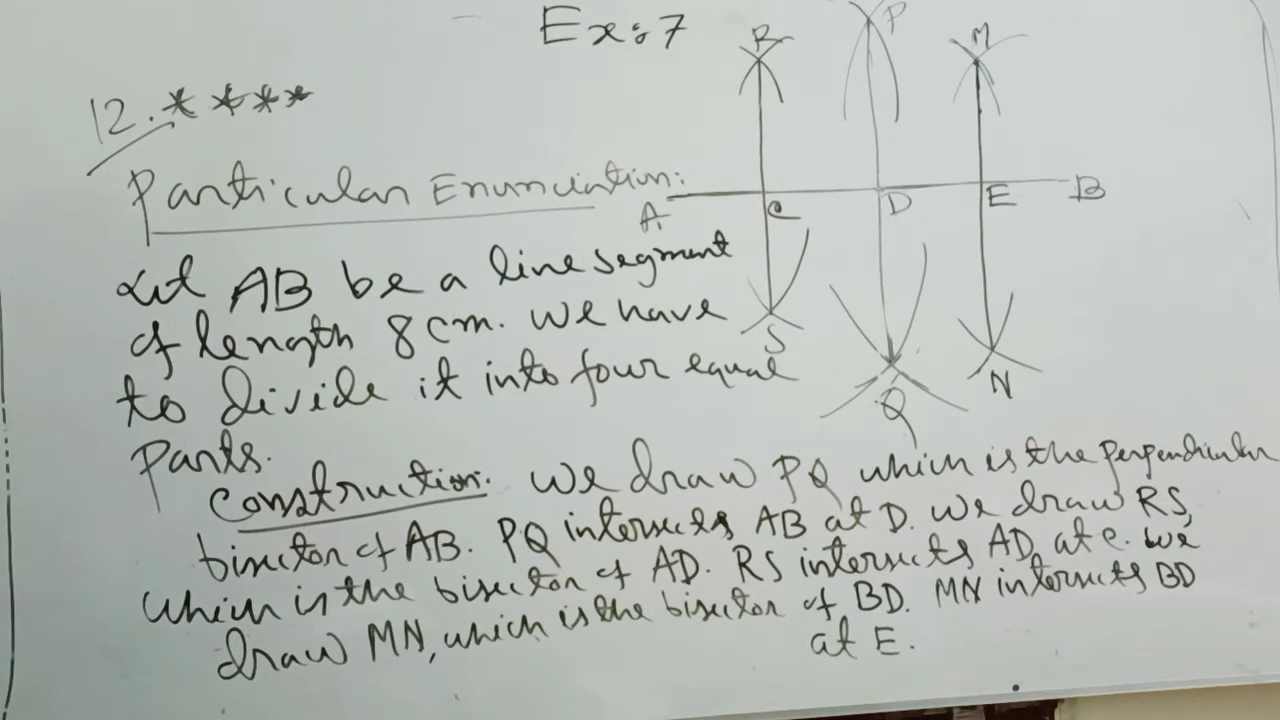 Ex:7
12.****
Particular Enunciation:
R
P
M
A
C
D
E
B
S
Q
N
Let AB be a line segment
of length 8 cm. We have
to divide it into four equal
Parts.
Construction: We draw PQ which is the perpendicular
bisector of AB. PQ intersects AB at D. We draw RS,
which is the bisector of AD. RS intersects AD at C. We
draw MN, which is the bisector of BD. MN intersects BD
at E.